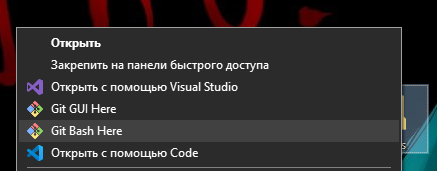 Открыть
Закрепить на панели быстрого доступа
Открыть с помощью Visual Studio
Git GUI Here
Git Bash Here
Открыть с помощью Code